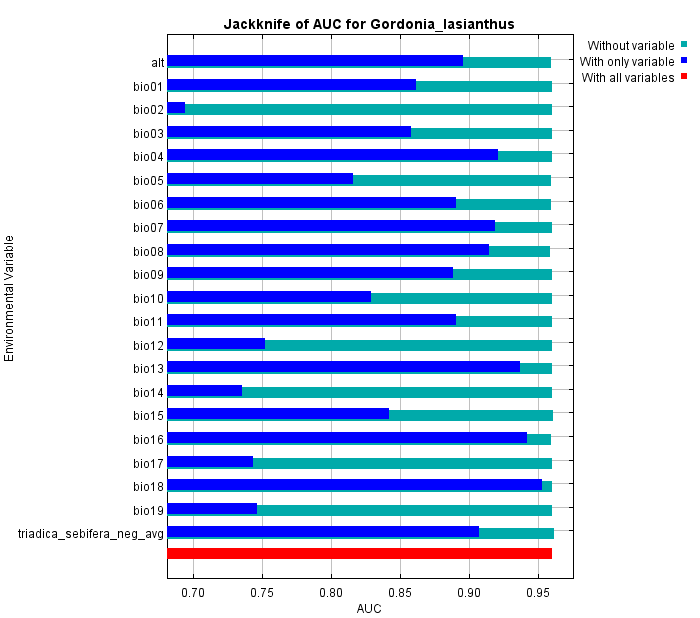 Jackknife of AUC for Gordonia_lasianthus
Without variable
With only variable
With all variables
Environmental Variable
alt
bio01
bio02
bio03
bio04
bio05
bio06
bio07
bio08
bio09
bio10
bio11
bio12
bio13
bio14
bio15
bio16
bio17
bio18
bio19
triadica_sebifera_neg_avg
0.70 0.75 0.80 0.85 0.90 0.95
AUC